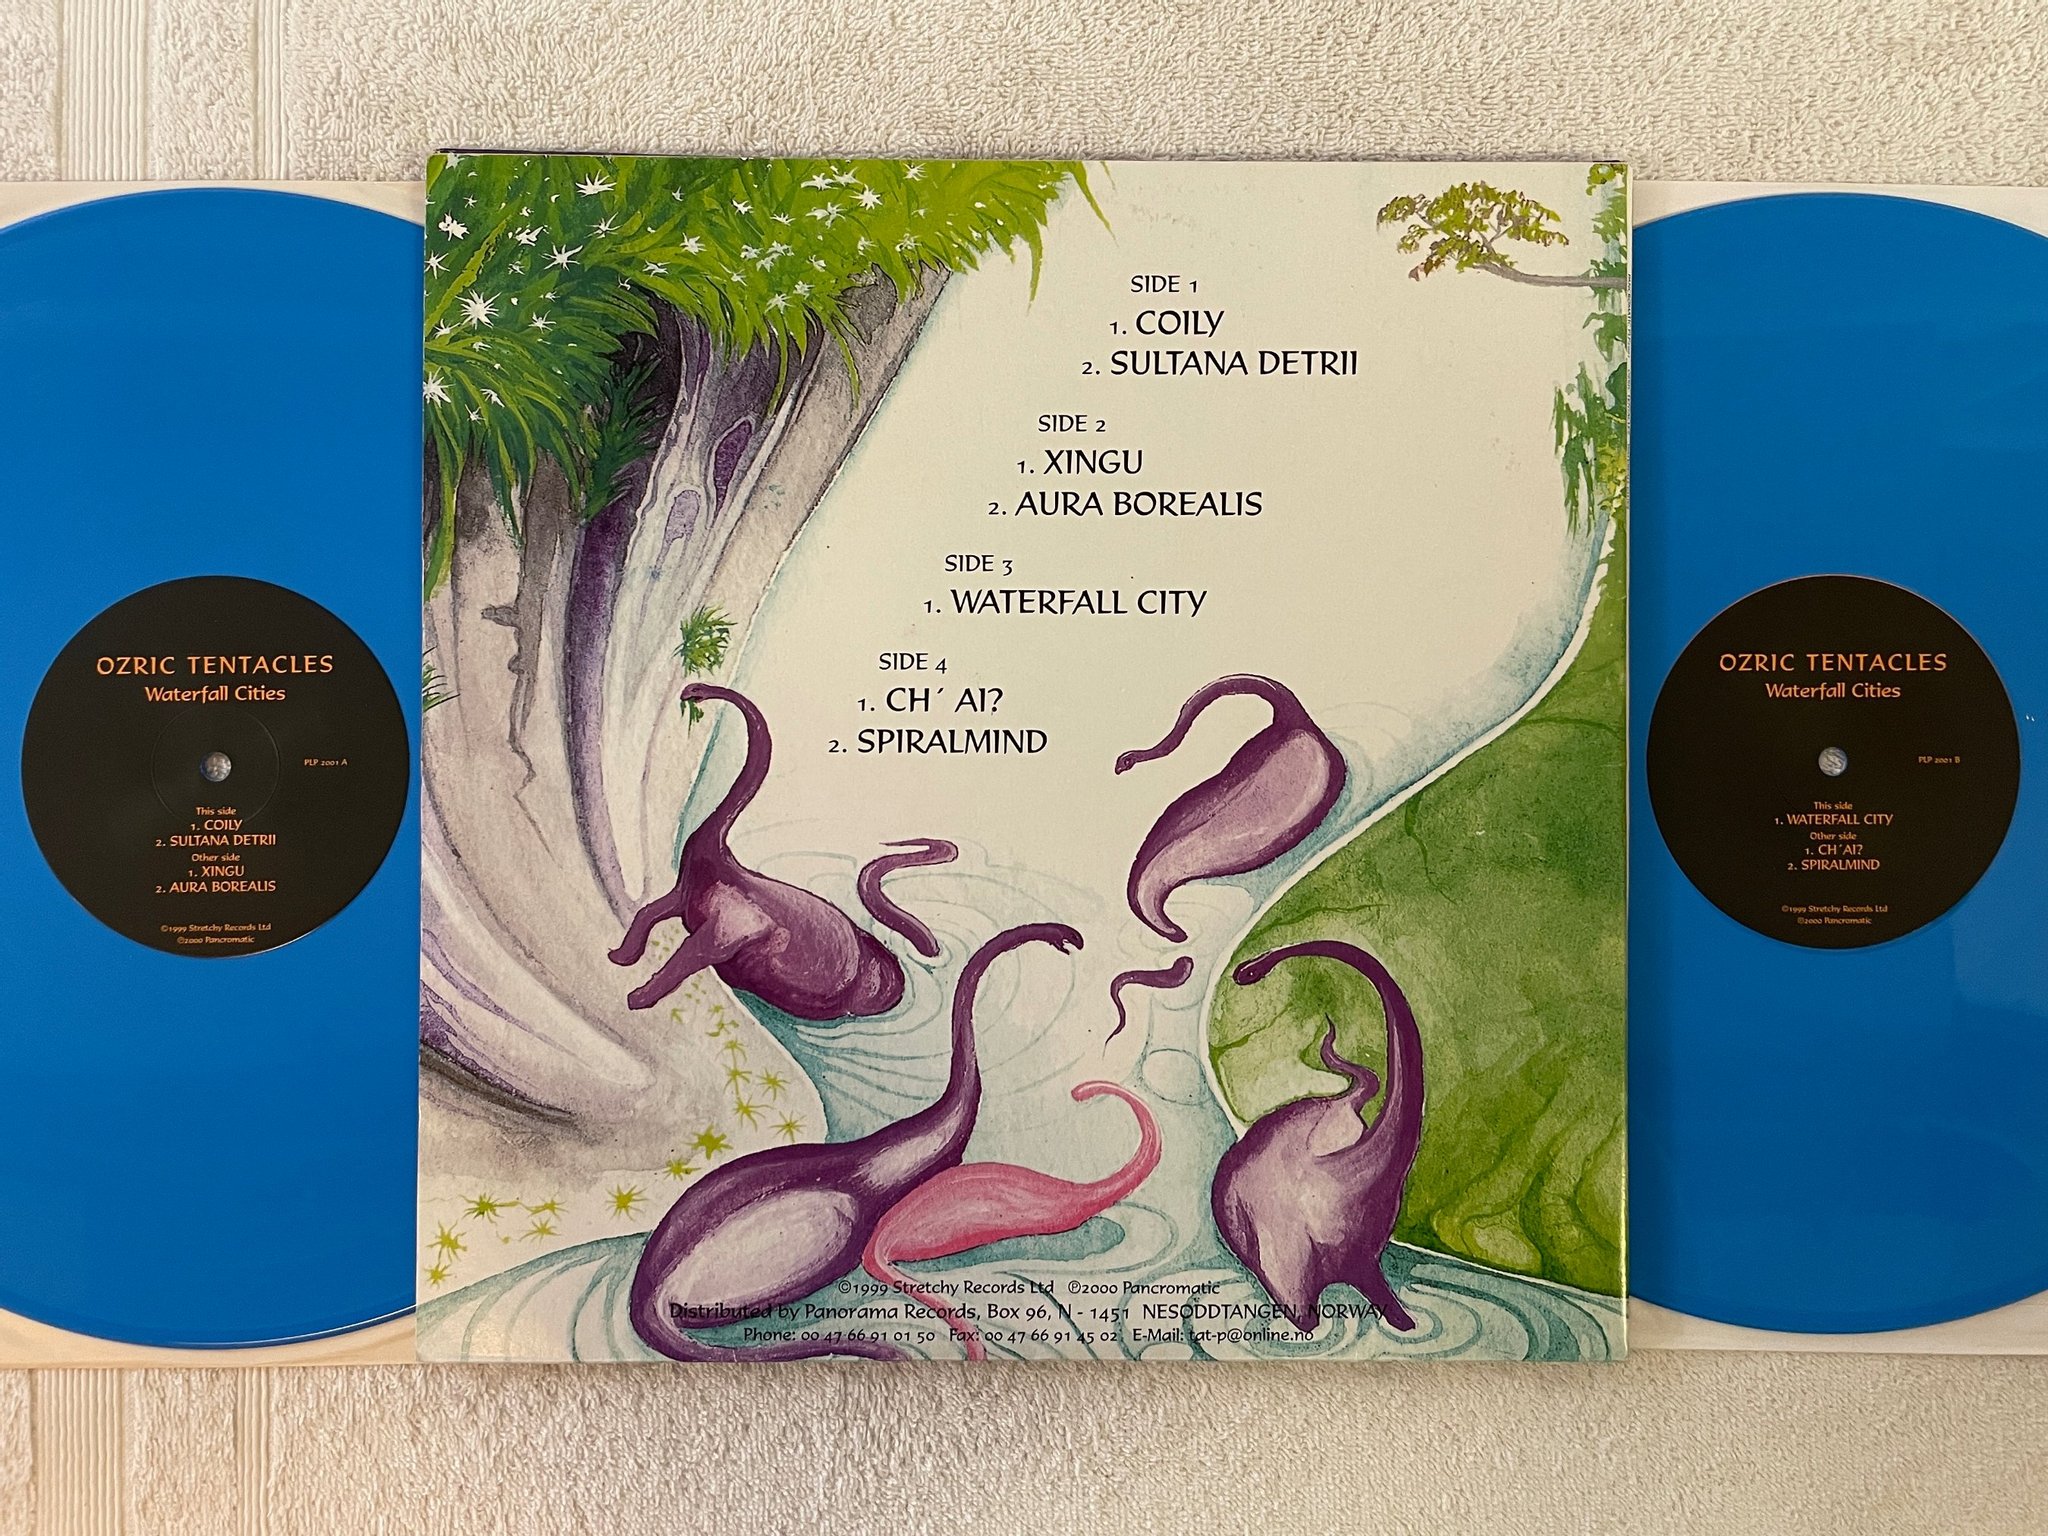 SIDE 1
1. COILY
2. SULTANA DETRII
SIDE 2
1. XINGU
2. AURA BOREALIS
SIDE 3
1. WATERFALL CITY
SIDE 4
1. CH´ AI?
2. SPIRALMIND
©1999 Stretchy Records Ltd ℗2000 Pancromatic
Distributed by Panorama Records, Box 96, N - 1451 NESODDTANGEN, NORWAY
Phone: 00 47 66 91 01 50 Fax: 00 47 66 91 45 02 E-Mail: tat-p@online.no
OZRIC TENTACLES
Waterfall Cities
PLP 2001 A
This side
1. COILY
2. SULTANA DETRII
Other side
1. XINGU
2. AURA BOREALIS
©1999 Stretchy Records Ltd
℗2000 Pancromatic
OZRIC TENTACLES
Waterfall Cities
PLP 2001 B
This side
1. WATERFALL CITY
Other side
1. CH´AI?
2. SPIRALMIND
©1999 Stretchy Records Ltd
℗2000 Pancromatic